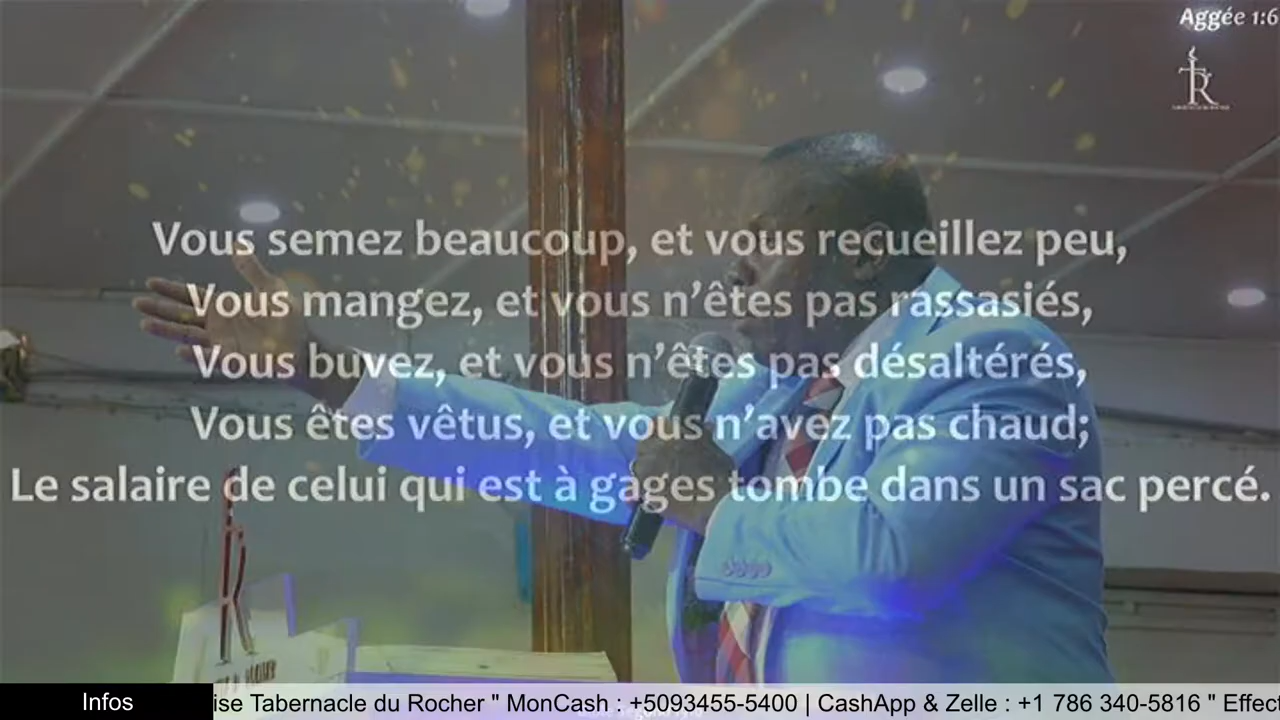 Aggée 1:6
TR
Vous semez beaucoup, et vous recueillez peu,
Vous mangez, et vous n'êtes pas rassasiés,
Vous buvez, et vous n'êtes pas désaltérés,
Vous êtes vêtus, et vous n'avez pas chaud;
Le salaire de celui qui est à gages tombe dans un sac percé.
Infos
ise Tabernacle du Rocher " MonCash : +5093455-5400 | CashApp & Zelle : +1 786 340-5816 " Effec